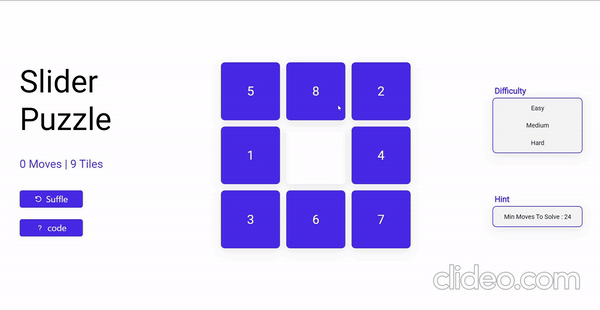 Slider
Puzzle
0 Moves | 9 Tiles
Suffle
? code
5 8 2
1 4
3 6 7
Difficulty
Easy
Medium
Hard
Hint
Min Moves To Solve : 24
clideo.com